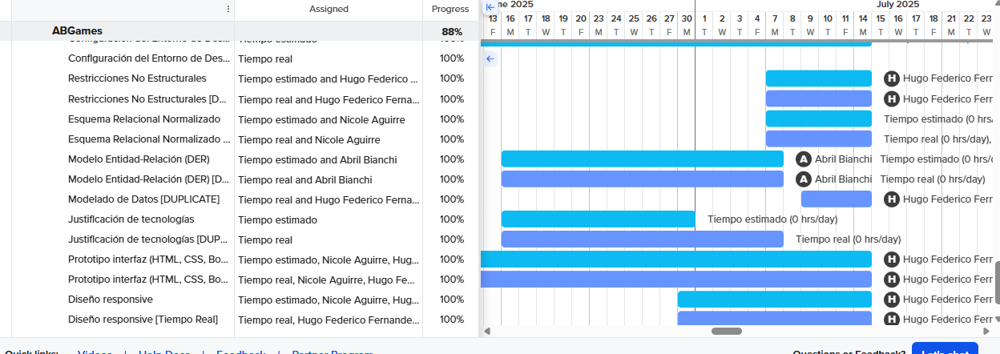 ne 2025 July 2025
Assigned Progress
13 16 17 18 19 20 23 24 25 26 27 30 1 2 3 4 7 8 9 10 11 14 15 16 17 18 21 22 23
F M T W T F M T W T F M T W T F M T W T F M T W T F M T W
ABGames 88%
Configuración del Entorno de Des... Tiempo estimado 100%
Configuración del Entorno de Des... Tiempo real 100%
Restricciones No Estructurales Tiempo estimado and Hugo Federico ... 100% H Hugo Federico Ferr
Restricciones No Estructurales [D... Tiempo real and Hugo Federico Ferna... 100% H Hugo Federico Ferr
Esquema Relacional Normalizado Tiempo estimado and Nicole Aguirre 100% Tiempo estimado (0 hrs/
Esquema Relacional Normalizado ... Tiempo real and Nicole Aguirre 100% Tiempo real (0 hrs/day),
Modelo Entidad-Relación (DER) Tiempo estimado and Abril Bianchi 100% A Abril Bianchi Tiempo estimado (0 hrs/d
Modelo Entidad-Relación (DER) [D... Tiempo real and Abril Bianchi 100% A Abril Bianchi Tiempo real (0 hrs/day)
Modelado de Datos [DUPLICATE] Tiempo real and Hugo Federico Ferna... 100% H Hugo Federico Ferr
Justificación de tecnologías Tiempo estimado 100% Tiempo estimado (0 hrs/day)
Justificación de tecnologías [DUP... Tiempo real 100% Tiempo real (0 hrs/day)
Prototipo interfaz (HTML, CSS, Bo... Tiempo estimado, Nicole Aguirre, Hug... 100% H Hugo Federico Ferr
Prototipo interfaz (HTML, CSS, Bo... Tiempo real, Nicole Aguirre, Hugo Fe... 100% H Hugo Federico Ferr
Diseño responsive Tiempo estimado, Nicole Aguirre, Hug... 100% H Hugo Federico Ferr
Diseño responsive [Tiempo Real] Tiempo real, Hugo Federico Fernande... 100% H Hugo Federico Ferr
Quick links: Videos | Help Docs | Feedback | Partner Program Questions or Feedback? Let's chat